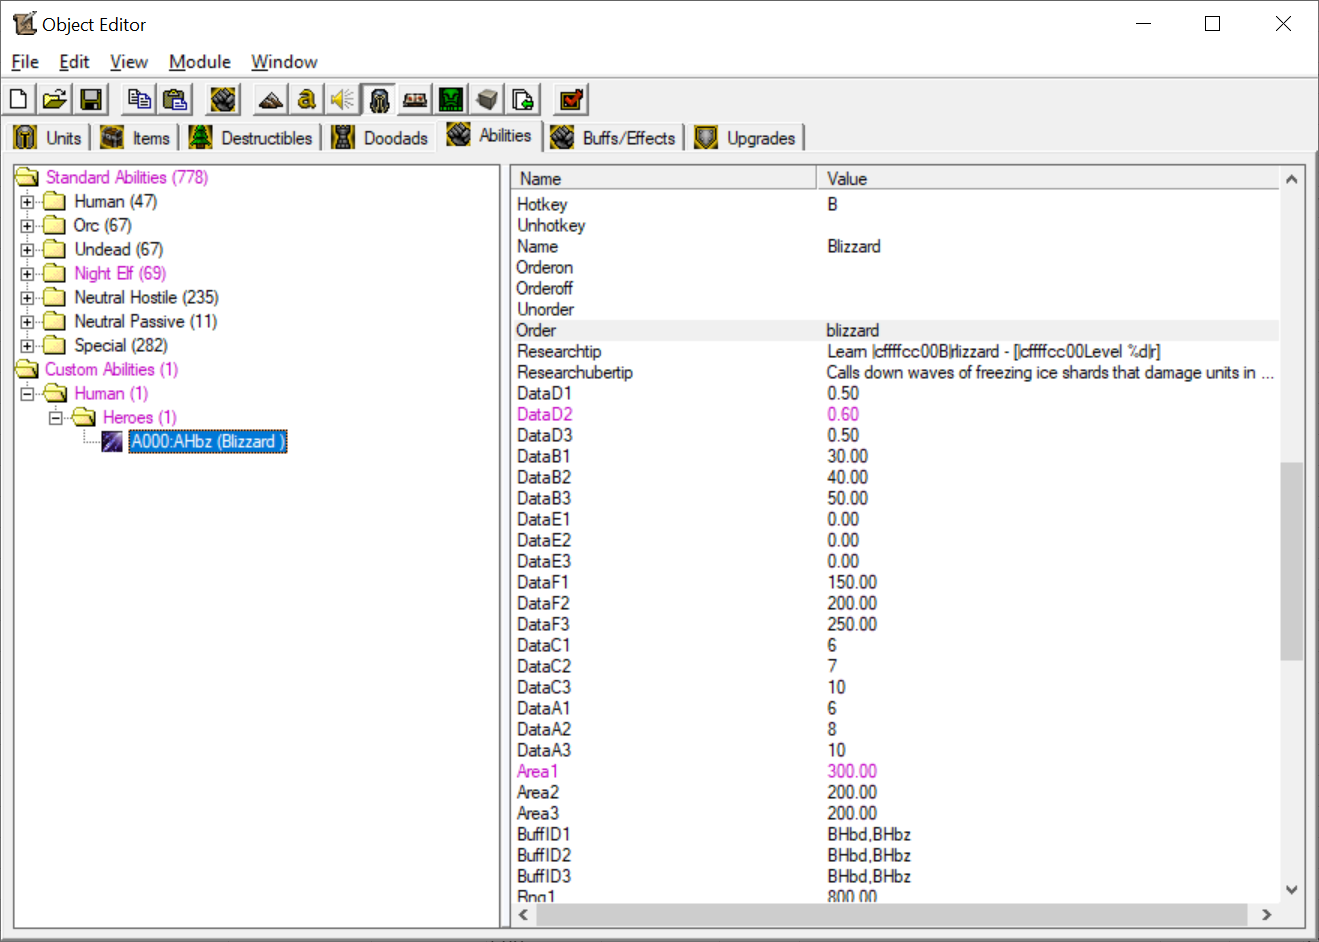 Object Editor
File Edit View Module Window
Units Items Destructibles Doodads Abilities Buffs/Effects Upgrades
Standard Abilities (778)
Human (47)
Orc (67)
Undead (67)
Night Elf (69)
Neutral Hostile (235)
Neutral Passive (11)
Special (282)
Custom Abilities (1)
Human (1)
Heroes (1)
A000:AHbz (Blizzard )
Name Value
Hotkey B
Unhotkey
Name Blizzard
Orderon
Orderoff
Unorder
Order blizzard
Researchtip Learn |cffffcc00B|rlizzard - [|cffffcc00Level %d|r]
Researchubertip Calls down waves of freezing ice shards that damage units in ...
DataD1 0.50
DataD2 0.60
DataD3 0.50
DataB1 30.00
DataB2 40.00
DataB3 50.00
DataE1 0.00
DataE2 0.00
DataE3 0.00
DataF1 150.00
DataF2 200.00
DataF3 250.00
DataC1 6
DataC2 7
DataC3 10
DataA1 6
DataA2 8
DataA3 10
Area1 300.00
Area2 200.00
Area3 200.00
BuffID1 BHbd,BHbz
BuffID2 BHbd,BHbz
BuffID3 BHbd,BHbz
Rng1 800.00